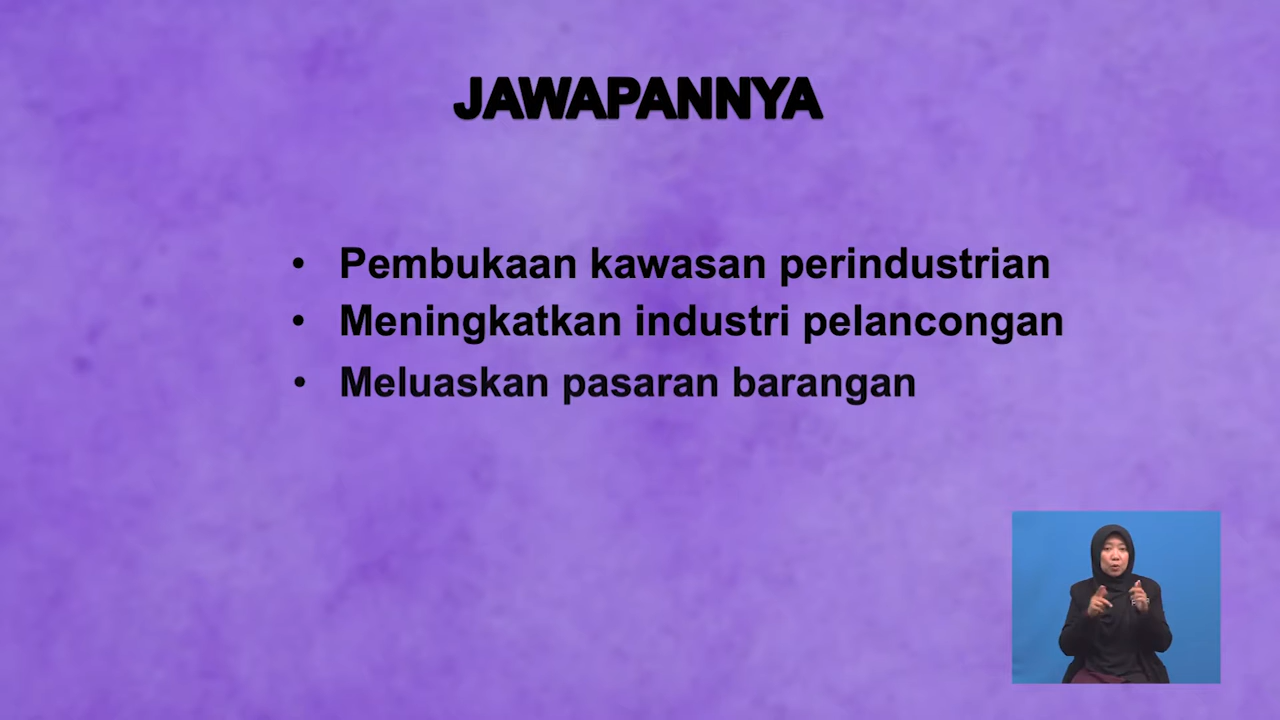 JAWAPANNYA
• Pembukaan kawasan perindustrian
• Meningkatkan industri pelancongan
• Meluaskan pasaran barangan